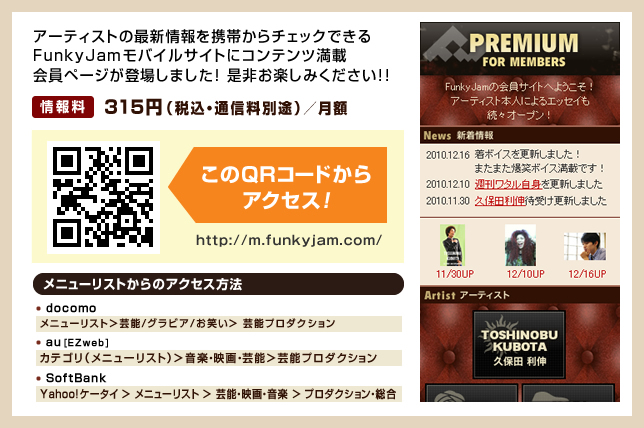 アーティストの最新情報を携帯からチェックできる
FunkyJamモバイルサイトにコンテンツ満載
会員ページが登場しました！是非お楽しみください！！
情報料 315円（税込・通信料別途）／月額
このQRコードから
アクセス！
http://m.funkyjam.com/
メニューリストからのアクセス方法
• docomo
メニューリスト＞芸能/グラビア/お笑い＞ 芸能プロダクション
• au [EZweb]
カテゴリ（メニューリスト）＞音楽・映画・芸能＞芸能プロダクション
• SoftBank
Yahoo!ケータイ ＞ メニューリスト ＞ 芸能・映画・音楽 ＞ プロダクション・総合
PREMIUM
FOR MEMBERS
FunkyJamの会員サイトへようこそ！
アーティスト本人によるエッセイも
続々オープン！
News 新着情報
2010.12.16 着ボイスを更新しました！
またまた爆笑ボイス満載です！
2010.12.10 週刊ワタル自身を更新しました
2010.11.30 久保田利伸待受け更新しました
11/30UP 12/10UP 12/16UP
Artist アーティスト
TOSHINOBU
KUBOTA
久保田 利伸